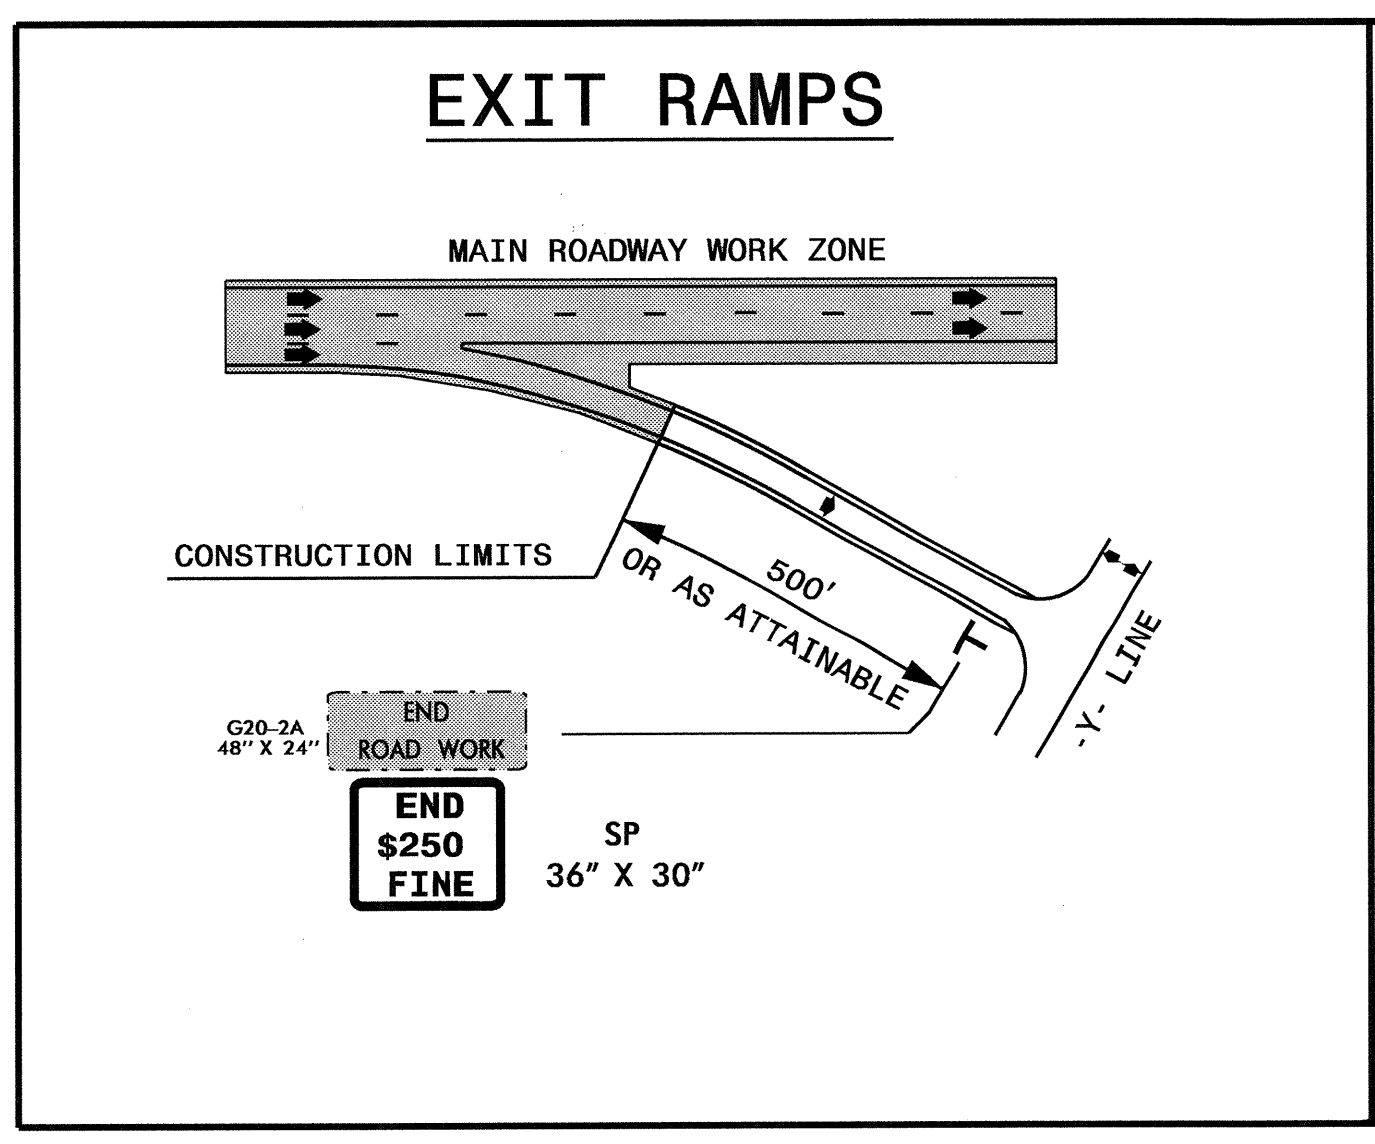 EXIT RAMPS
MAIN ROADWAY WORK ZONE
CONSTRUCTION LIMITS
500'
OR AS ATTAINABLE
-Y- LINE
G20-2A
48" X 24"
END
ROAD WORK
END
$250
FINE
SP
36" X 30"